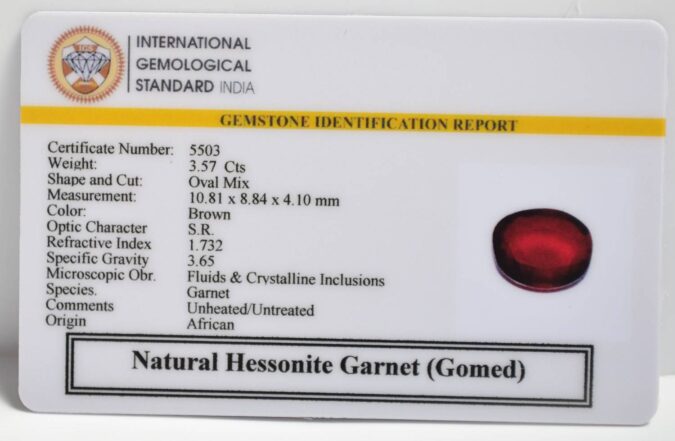 IGS
INTERNATIONAL
GEMOLOGICAL
STANDARD INDIA
GEMSTONE IDENTIFICATION REPORT
Certificate Number: 5503
Weight: 3.57 Cts
Shape and Cut: Oval Mix
Measurement: 10.81 x 8.84 x 4.10 mm
Color: Brown
Optic Character S.R.
Refractive Index 1.732
Specific Gravity 3.65
Microscopic Obr. Fluids & Crystalline Inclusions
Species. Garnet
Comments Unheated/Untreated
Origin African
Natural Hessonite Garnet (Gomed)